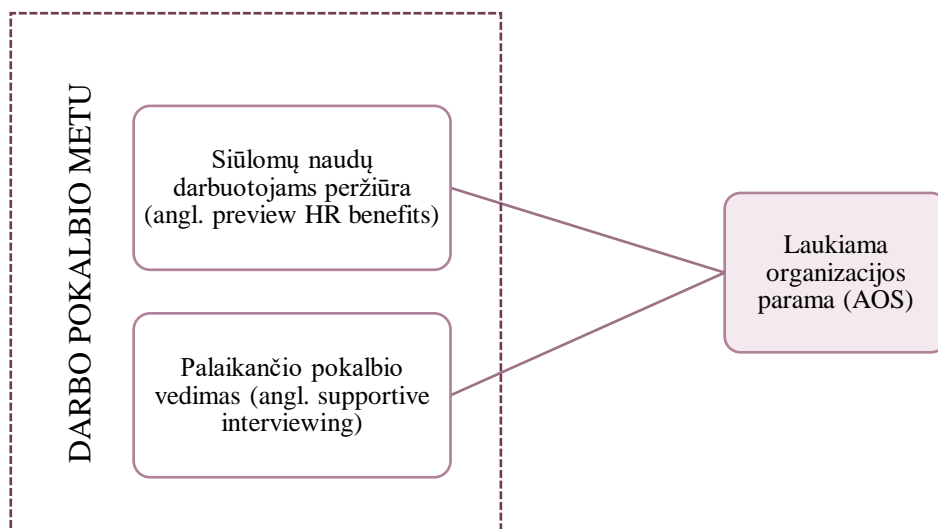 DARBO POKALBIO METU
Siūlomų naudų
darbuotojams peržiūra
(angl. preview HR benefits)
Palaikančio pokalbio
vedimas (angl. supportive
interviewing)
Laukiama
organizacijos
parama (AOS)